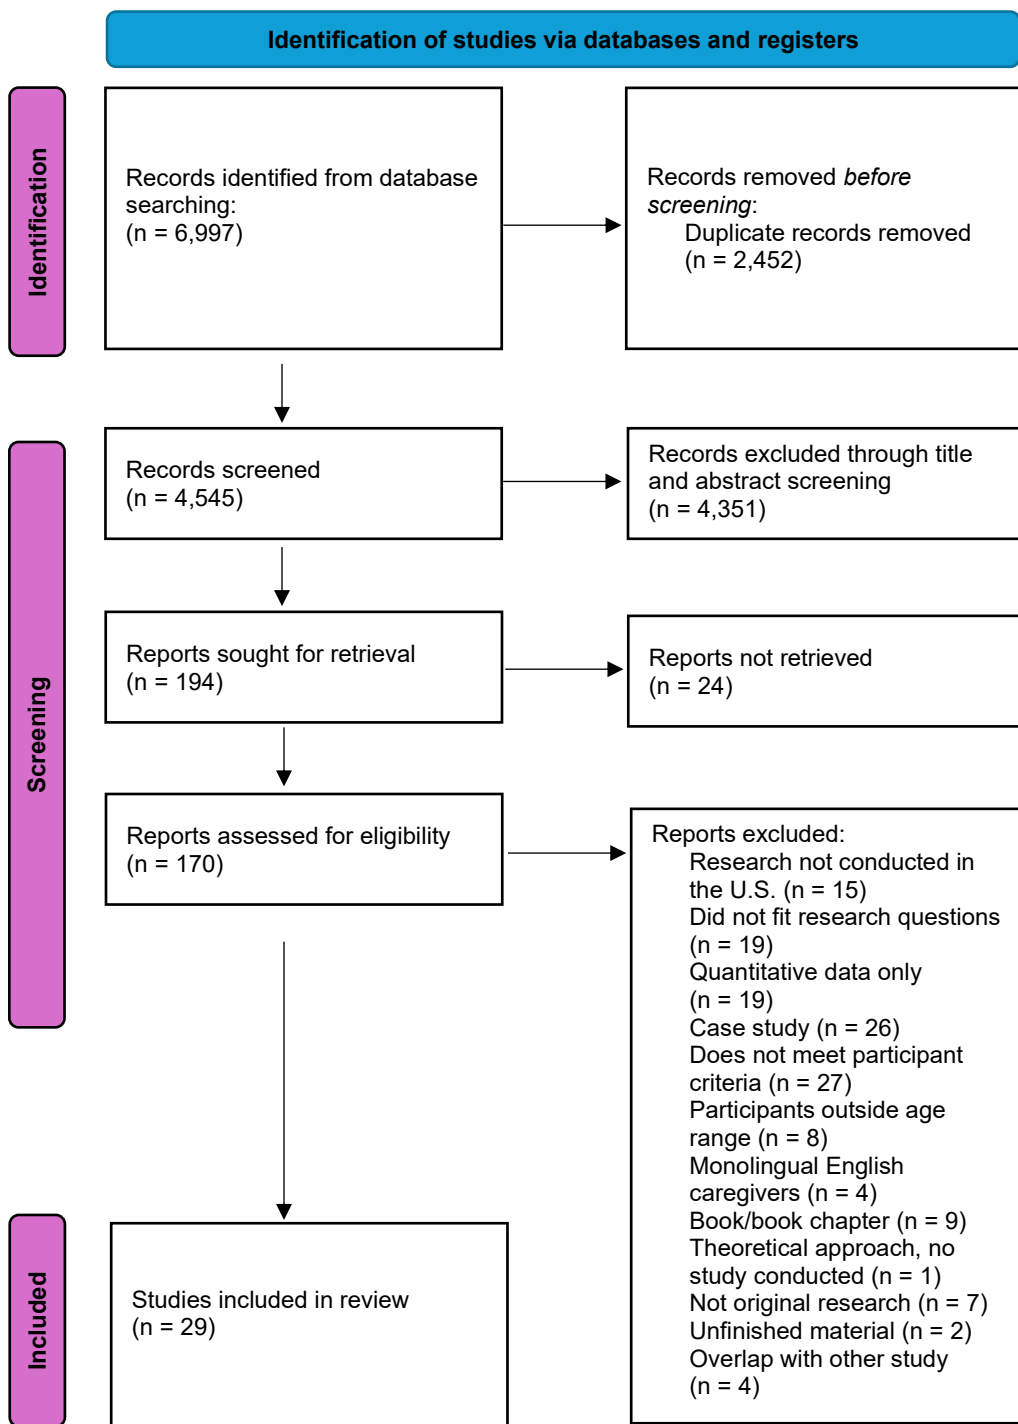 Identification of studies via databases and registers
Identification
Records identified from database
searching:
(n = 6,997)
Records removed before
screening:
Duplicate records removed
(n = 2,452)
Screening
Records screened
(n = 4,545)
Records excluded through title
and abstract screening
(n = 4,351)
Reports sought for retrieval
(n = 194)
Reports not retrieved
(n = 24)
Reports assessed for eligibility
(n = 170)
Reports excluded:
Research not conducted in
the U.S. (n = 15)
Did not fit research questions
(n = 19)
Quantitative data only
(n = 19)
Case study (n = 26)
Does not meet participant
criteria (n = 27)
Participants outside age
range (n = 8)
Monolingual English
caregivers (n = 4)
Book/book chapter (n = 9)
Theoretical approach, no
study conducted (n = 1)
Not original research (n = 7)
Unfinished material (n = 2)
Overlap with other study
(n = 4)
Included
Studies included in review
(n = 29)